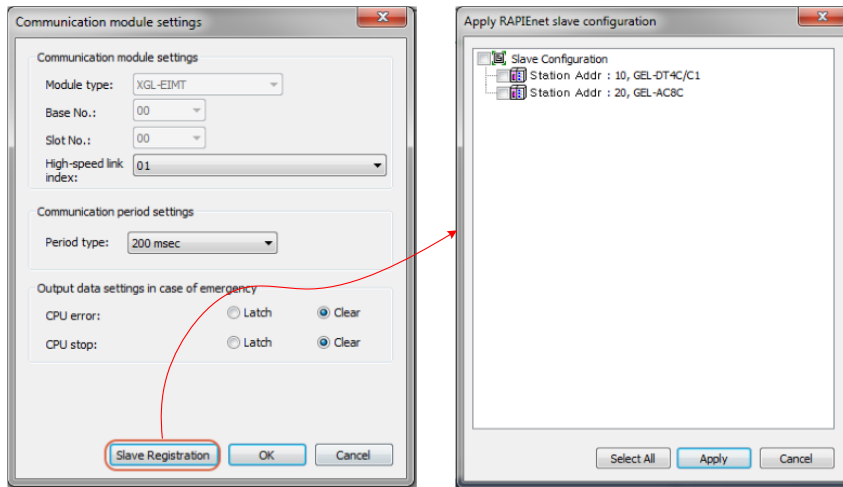 Communication module settings
Communication module settings
Module type: XGL-EIMT
Base No.: 00
Slot No.: 00
High-speed link index: 01
Communication period settings
Period type: 200 msec
Output data settings in case of emergency
CPU error: Latch Clear
CPU stop: Latch Clear
Slave Registration OK Cancel
Apply RAPIEnet slave configuration
Slave Configuration
Station Addr : 10, GEL-DT4C/C1
Station Addr : 20, GEL-AC8C
Select All Apply Cancel